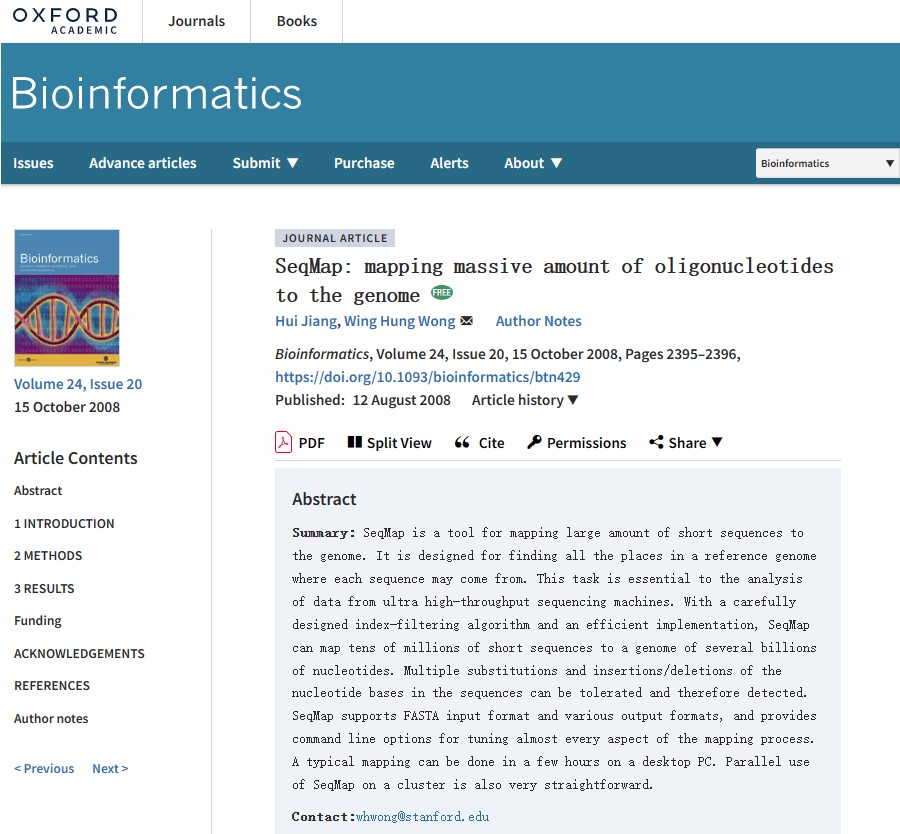 OXFORD
ACADEMIC
Journals
Books
Bioinformatics
Issues
Advance articles
Submit ▼
Purchase
Alerts
About ▼
Bioinformatics ▼
Bioinformatics
Volume 24, Issue 20
15 October 2008
Article Contents
Abstract
1 INTRODUCTION
2 METHODS
3 RESULTS
Funding
ACKNOWLEDGEMENTS
REFERENCES
Author notes
< Previous
Next >
JOURNAL ARTICLE
SeqMap: mapping massive amount of oligonucleotides
to the genome FREE
Hui Jiang, Wing Hung Wong Author Notes
Bioinformatics, Volume 24, Issue 20, 15 October 2008, Pages 2395–2396,
https://doi.org/10.1093/bioinformatics/btn429
Published: 12 August 2008 Article history ▼
PDF Split View Cite Permissions Share ▼
Abstract
Summary: SeqMap is a tool for mapping large amount of short sequences to
the genome. It is designed for finding all the places in a reference genome
where each sequence may come from. This task is essential to the analysis
of data from ultra high-throughput sequencing machines. With a carefully
designed index-filtering algorithm and an efficient implementation, SeqMap
can map tens of millions of short sequences to a genome of several billions
of nucleotides. Multiple substitutions and insertions/deletions of the
nucleotide bases in the sequences can be tolerated and therefore detected.
SeqMap supports FASTA input format and various output formats, and provides
command line options for tuning almost every aspect of the mapping process.
A typical mapping can be done in a few hours on a desktop PC. Parallel use
of SeqMap on a cluster is also very straightforward.
Contact:whwong@stanford.edu